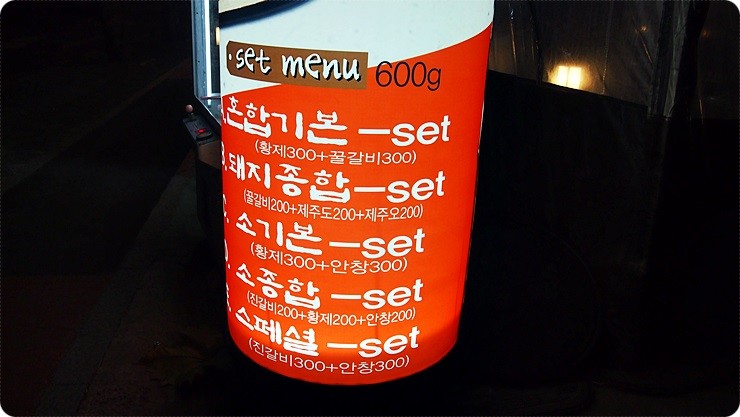 ·set menu 600g
혼합기본 –set
(황제300+꿀갈비300)
돼지종합–set
(꿀갈비200+제주도200+제주오200)
소기본 –set
(황제300+안창300)
소종합 –set
(진갈비200+황제200+안창200)
스페셜 –set
(진갈비300+안창300)